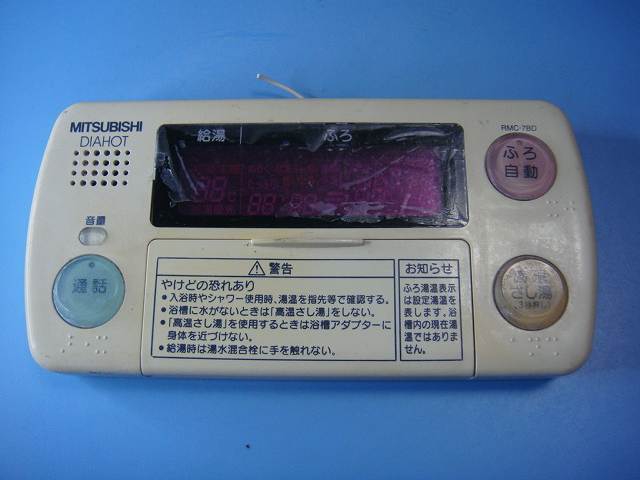 MITSUBISHI
DIAHOT
給湯
ふろ
RMC-7BD
ふろ
自動
音量
通話
高温
さし湯
警告
やけどの恐れあり
●入浴時やシャワー使用時、湯温を指先等で確認する。
●浴槽に水がないときは「高温さし湯」をしない。
●「高温さし湯」を使用するときは浴槽アダプターに
身体を近づけない。
●給湯時は湯水混合栓に手を触れない。
お知らせ
ふろ湯温表示
は設定湯温を
表します。浴
槽内の現在湯
温ではありま
せん。